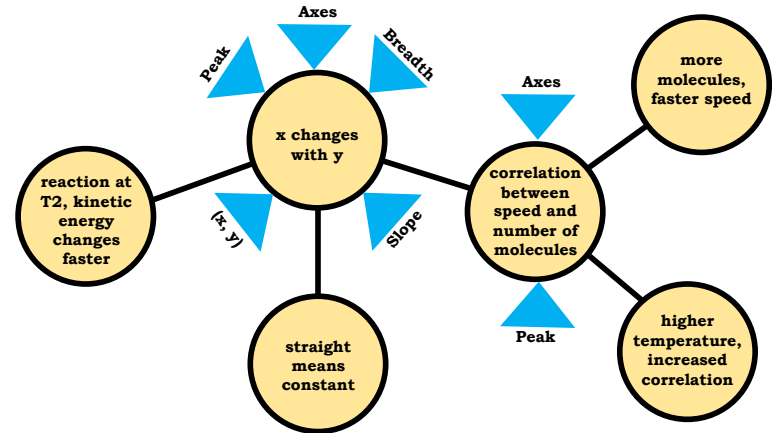 Axes
Peak
Breadth
x changes
with y
(x, y)
Slope
reaction at
T2, kinetic
energy
changes
faster
straight
means
constant
Axes
correlation
between
speed and
number of
molecules
Peak
more
molecules,
faster speed
higher
temperature,
increased
correlation